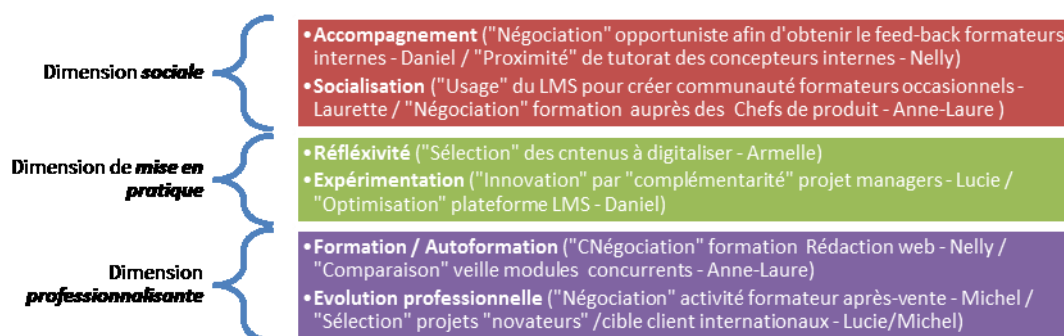 Dimension sociale
•Accompagnement ("Négociation" opportuniste afin d'obtenir le feed-back formateurs
internes - Daniel / "Proximité" de tutorat des concepteurs internes - Nelly)
•Socialisation ("Usage" du LMS pour créer communauté formateurs occasionnels -
Laurette / "Négociation" formation auprès des Chefs de produit - Anne-Laure )
Dimension de mise en
pratique
•Réfléxivité ("Sélection" des cntenus à digitaliser - Armelle)
•Expérimentation ("Innovation" par "complémentarité" projet managers - Lucie /
"Optimisation" plateforme LMS - Daniel)
Dimension
professionnalisante
•Formation / Autoformation ("CNégociation" formation Rédaction web - Nelly /
"Comparaison" veille modules concurrents - Anne-Laure)
•Evolution professionnelle ("Négociation" activité formateur après-vente - Michel /
"Sélection" projets "novateurs" /cible client internationaux - Lucie/Michel)